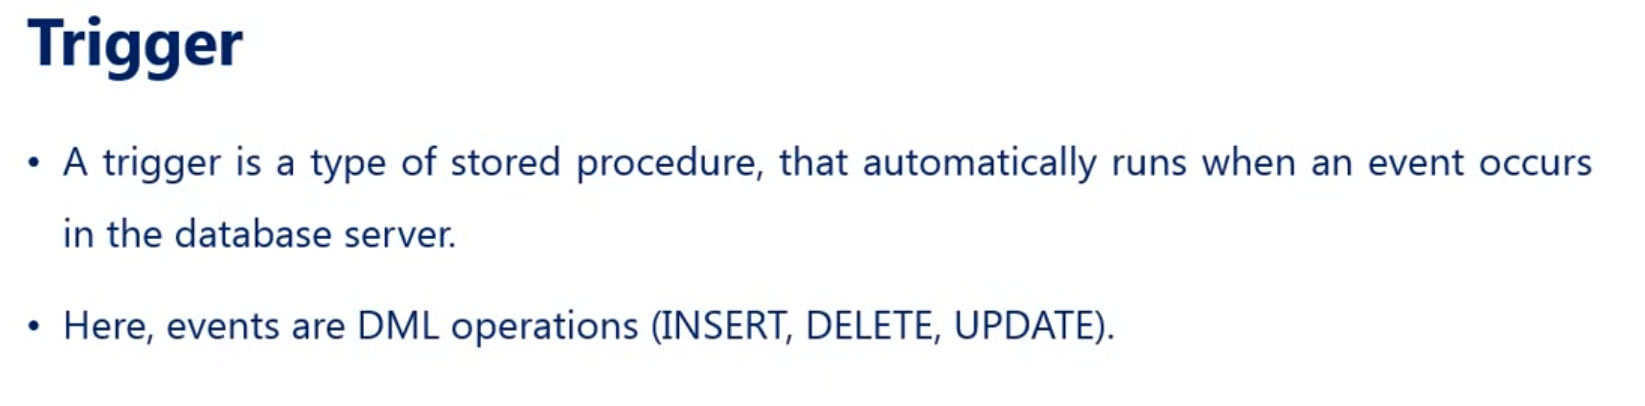 Trigger
• A trigger is a type of stored procedure, that automatically runs when an event occurs
in the database server.
• Here, events are DML operations (INSERT, DELETE, UPDATE).